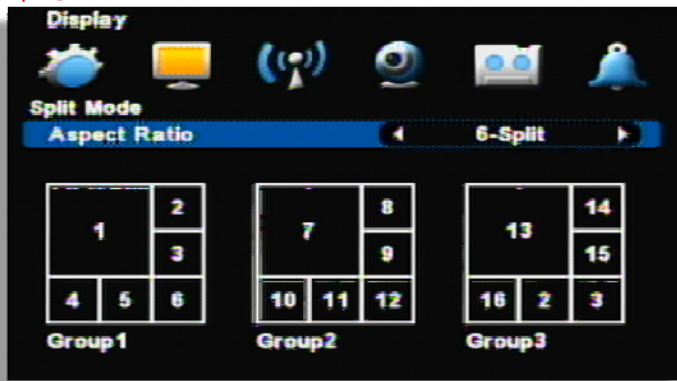 Display
Split Mode
Aspect Ratio 6-Split
1 2 3 4 5 6
Group1
7 8 9 10 11 12
Group2
13 14 15 16 2 3
Group3